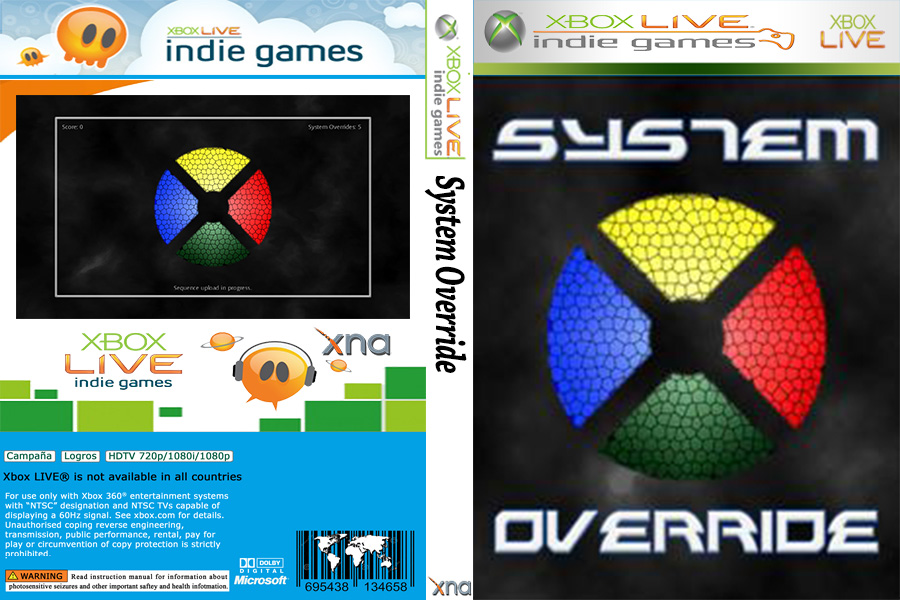 XBOX LIVE
indie games
Score: 0
System Overrides: 5
Sequence upload in progress.
XBOX
LIVE
indie games
xna
Campaña
Logros
HDTV 720p/1080i/1080p
Xbox LIVE® is not available in all countries
For use only with Xbox 360® entertainment systems
with “NTSC” designation and NTSC TVs capable of
displaying a 60Hz signal. See xbox.com for details.
Unauthorised coping reverse engineering,
transmission, public performance, rental, pay for
play or circumvention of copy protection is strictly
prohibited.
WARNING Read instruction manual for information about
photosensitive seizures and other important saftey and health infotmation.
DOLBY
DIGITAL
Microsoft
695438 134658
XBOX LIVE
indie games
System Override
xna
XBOX LIVE
indie games
XBOX
LIVE
SYSTEM
OVERRIDE